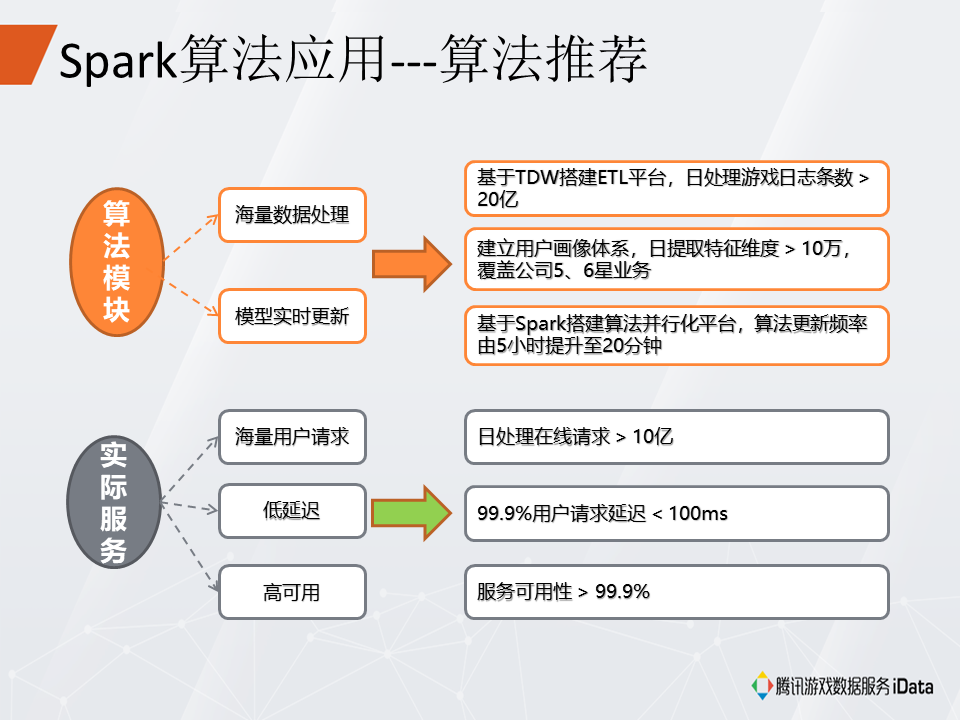 Spark算法应用---算法推荐
算法模块
海量数据处理
模型实时更新
基于TDW搭建ETL平台，日处理游戏日志条数 >
20亿
建立用户画像体系，日提取特征维度 > 10万，
覆盖公司5、6星业务
基于Spark搭建算法并行化平台，算法更新频率
由5小时提升至20分钟
实际服务
海量用户请求
低延迟
高可用
日处理在线请求 > 10亿
99.9%用户请求延迟 < 100ms
服务可用性 > 99.9%
腾讯游戏数据服务 iData